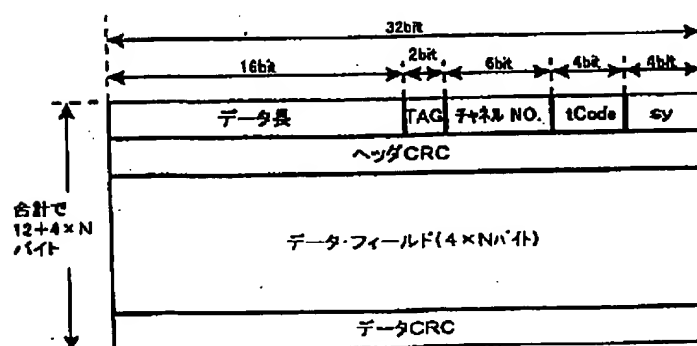 32bit
16bit 2bit 6bit 4bit 4bit
データ長 TAG チャネル NO. tCode sy
ヘッダCRC
合計で
12+4×N
バイト
データ・フィールド(4×Nバイト)
データCRC